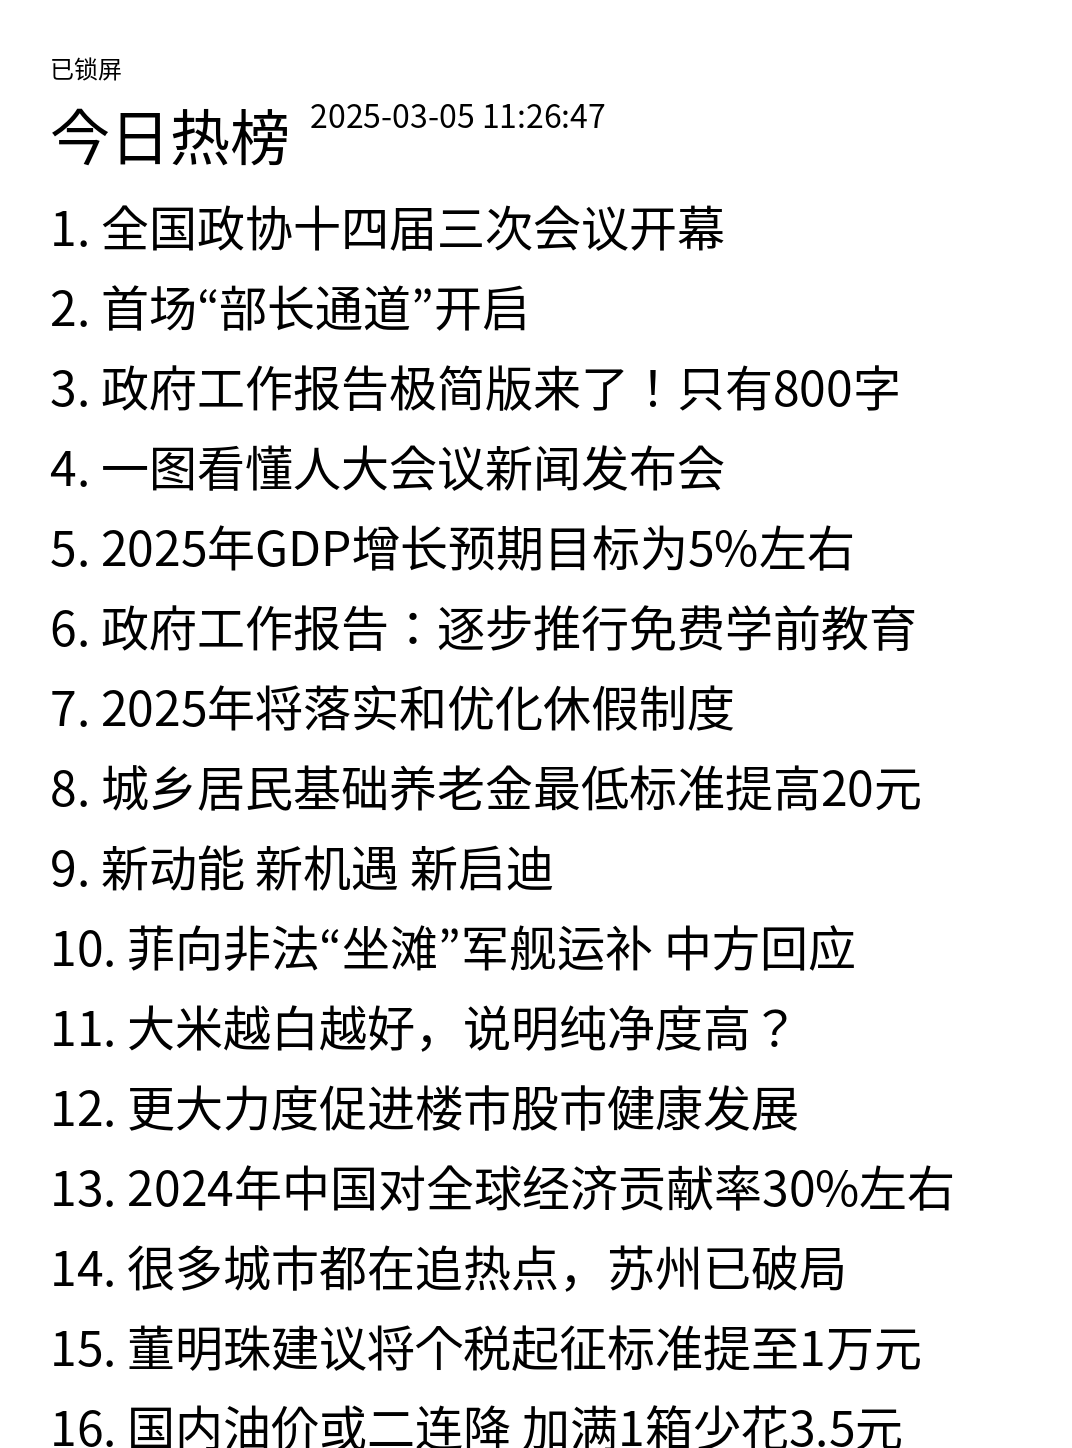 已锁屏
今日热榜 2025-03-05 11:26:47
1. 全国政协十四届三次会议开幕
2. 首场“部长通道”开启
3. 政府工作报告极简版来了！只有800字
4. 一图看懂人大会议新闻发布会
5. 2025年GDP增长预期目标为5%左右
6. 政府工作报告：逐步推行免费学前教育
7. 2025年将落实和优化休假制度
8. 城乡居民基础养老金最低标准提高20元
9. 新动能 新机遇 新启迪
10. 菲向非法“坐滩”军舰运补 中方回应
11. 大米越白越好，说明纯净度高？
12. 更大力度促进楼市股市健康发展
13. 2024年中国对全球经济贡献率30%左右
14. 很多城市都在追热点，苏州已破局
15. 董明珠建议将个税起征标准提至1万元
16. 国内油价或二连降 加满1箱少花3.5元